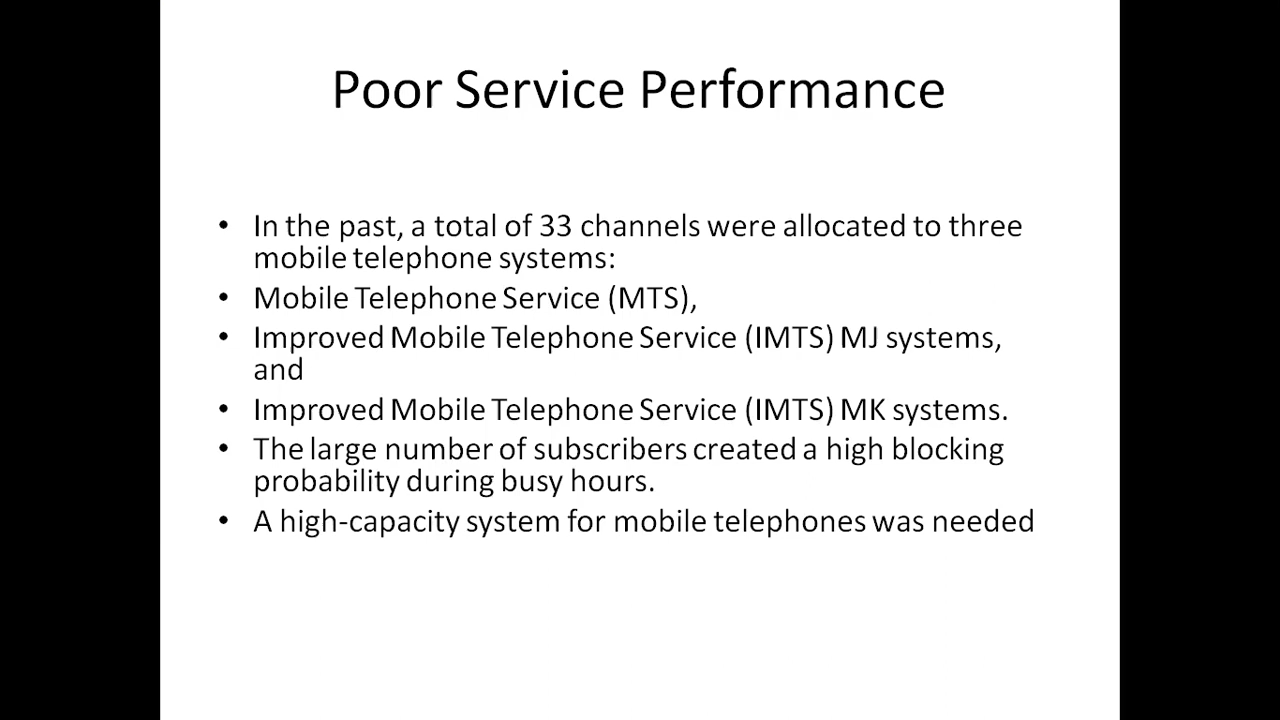 Poor Service Performance
• In the past, a total of 33 channels were allocated to three
mobile telephone systems:
• Mobile Telephone Service (MTS),
• Improved Mobile Telephone Service (IMTS) MJ systems,
and
• Improved Mobile Telephone Service (IMTS) MK systems.
• The large number of subscribers created a high blocking
probability during busy hours.
• A high-capacity system for mobile telephones was needed